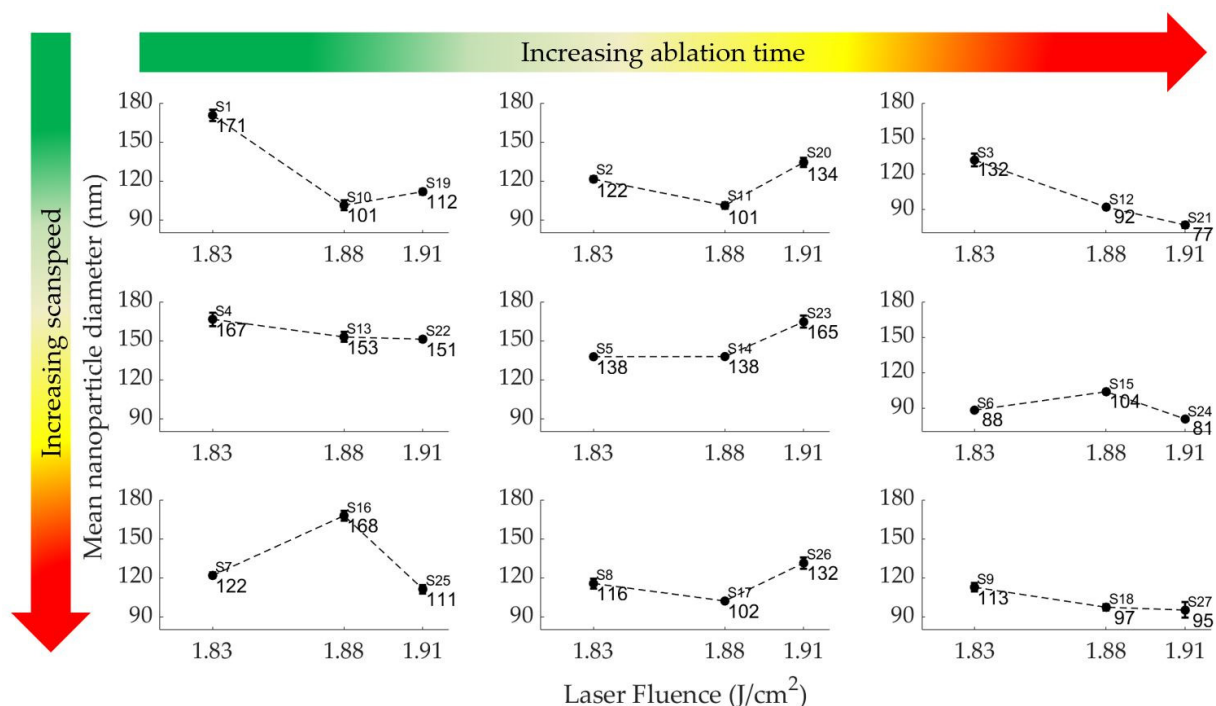 Increasing ablation time
Increasing scanspeed
Mean nanoparticle diameter (nm)
180
150
120
90
S1
171
S10
101
S19
112
1.83 1.88 1.91
180
150
120
90
S2
122
S11
101
S20
134
1.83 1.88 1.91
180
150
120
90
S3
132
S12
92
S21
77
1.83 1.88 1.91
180
150
120
90
S4
167
S13
153
S22
151
1.83 1.88 1.91
180
150
120
90
S5
138
S14
138
S23
165
1.83 1.88 1.91
180
150
120
90
S6
88
S15
104
S24
81
1.83 1.88 1.91
180
150
120
90
S7
122
S16
168
S25
111
1.83 1.88 1.91
180
150
120
90
S8
116
S17
102
S26
132
1.83 1.88 1.91
180
150
120
90
S9
113
S18
97
S27
95
1.83 1.88 1.91
Laser Fluence (J/cm²)